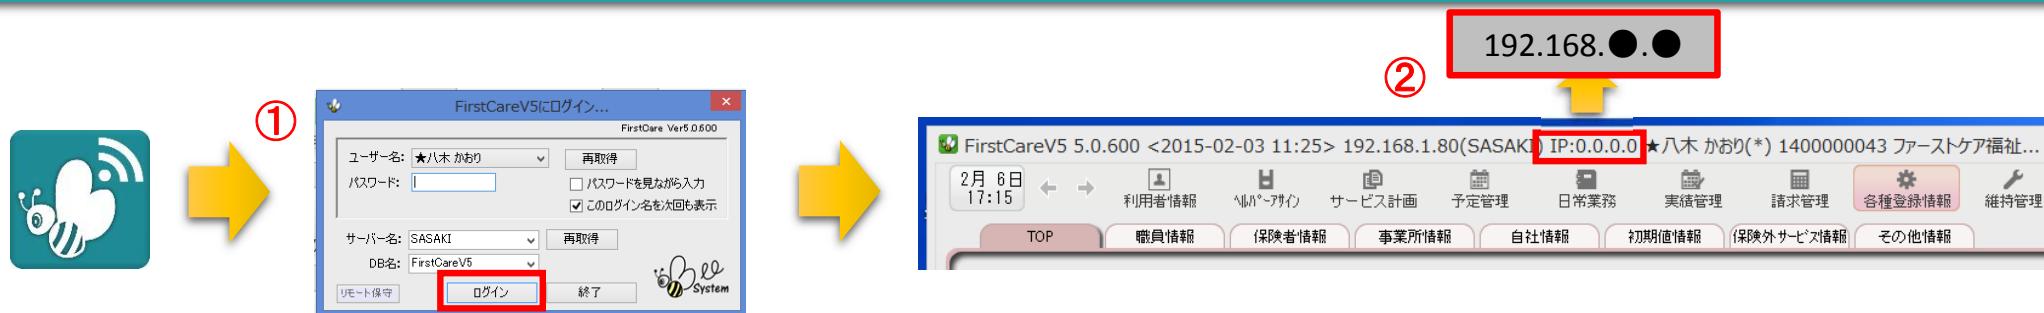 ①
FirstCareV5にログイン...
FirstCare Ver5.0.600
ユーザー名: ★八木 かおり 再取得
パスワード: パスワードを見ながら入力
このログイン名を次回も表示
サーバー名: SASAKI 再取得
DB名: FirstCareV5
Bee System
リモート保守 ログイン 終了
②
192.168.●.●
FirstCareV5 5.0.600 <2015-02-03 11:25> 192.168.1.80(SASAKI) IP:0.0.0.0 ★八木 かおり(*) 1400000043 ファーストケア福祉...
2月 6日
17:15
利用者情報 ヘルパーアサイン サービス計画 予定管理 日常業務 実績管理 請求管理 各種登録情報 維持管理
TOP 職員情報 保険者情報 事業所情報 自社情報 初期値情報 保険外サービス情報 その他情報